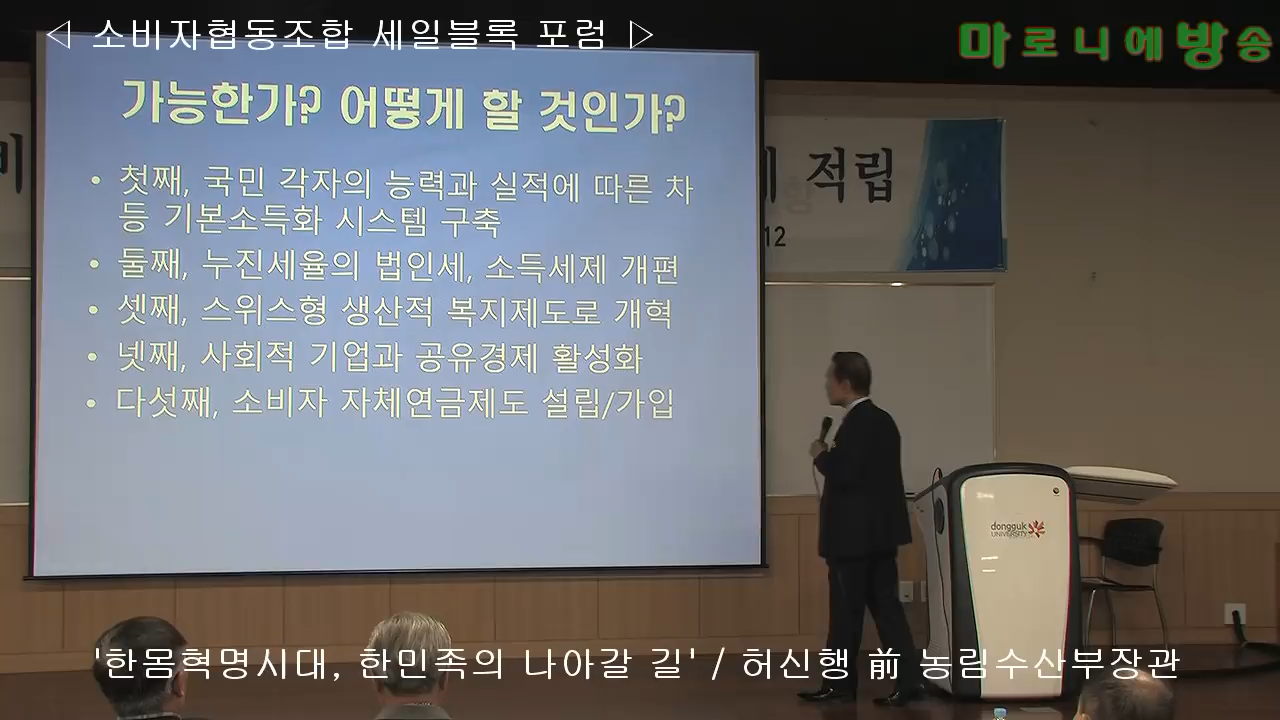 ◁ 소비자협동조합 세일블록 포럼 ▷
마로니에방송
가능한가? 어떻게 할 것인가?
• 첫째, 국민 각자의 능력과 실적에 따른 차
등 기본소득화 시스템 구축
• 둘째, 누진세율의 법인세, 소득세제 개편
• 셋째, 스위스형 생산적 복지제도로 개혁
• 넷째, 사회적 기업과 공유경제 활성화
• 다섯째, 소비자 자체연금제도 설립/가입
적립
12
dongguk
UNIVERSITY
'한몸혁명시대, 한민족의 나아갈 길' / 허신행 前 농림수산부장관